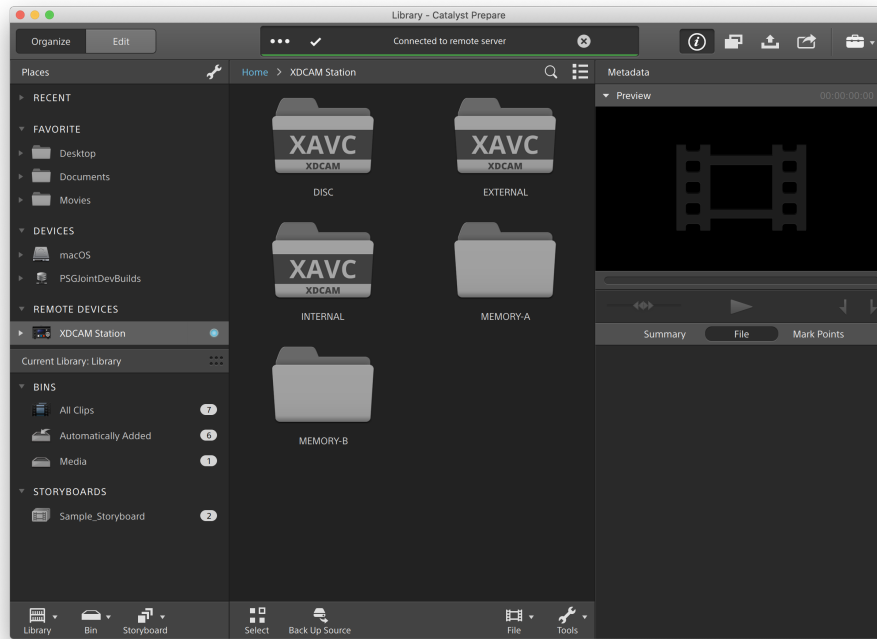 Library - Catalyst Prepare
Organize
Edit
Connected to remote server
Places
Home > XDCAM Station
Metadata
RECENT
FAVORITE
Desktop
Documents
Movies
DEVICES
macOS
PSGJointDevBuilds
REMOTE DEVICES
XDCAM Station
Current Library: Library
BINS
All Clips 7
Automatically Added 6
Media 1
STORYBOARDS
Sample_Storyboard 2
XAVC
XDCAM
DISC
XAVC
XDCAM
EXTERNAL
XAVC
XDCAM
INTERNAL
MEMORY-A
MEMORY-B
Preview
00:00:00:00
Summary
File
Mark Points
Library
Bin
Storyboard
Select
Back Up Source
File
Tools